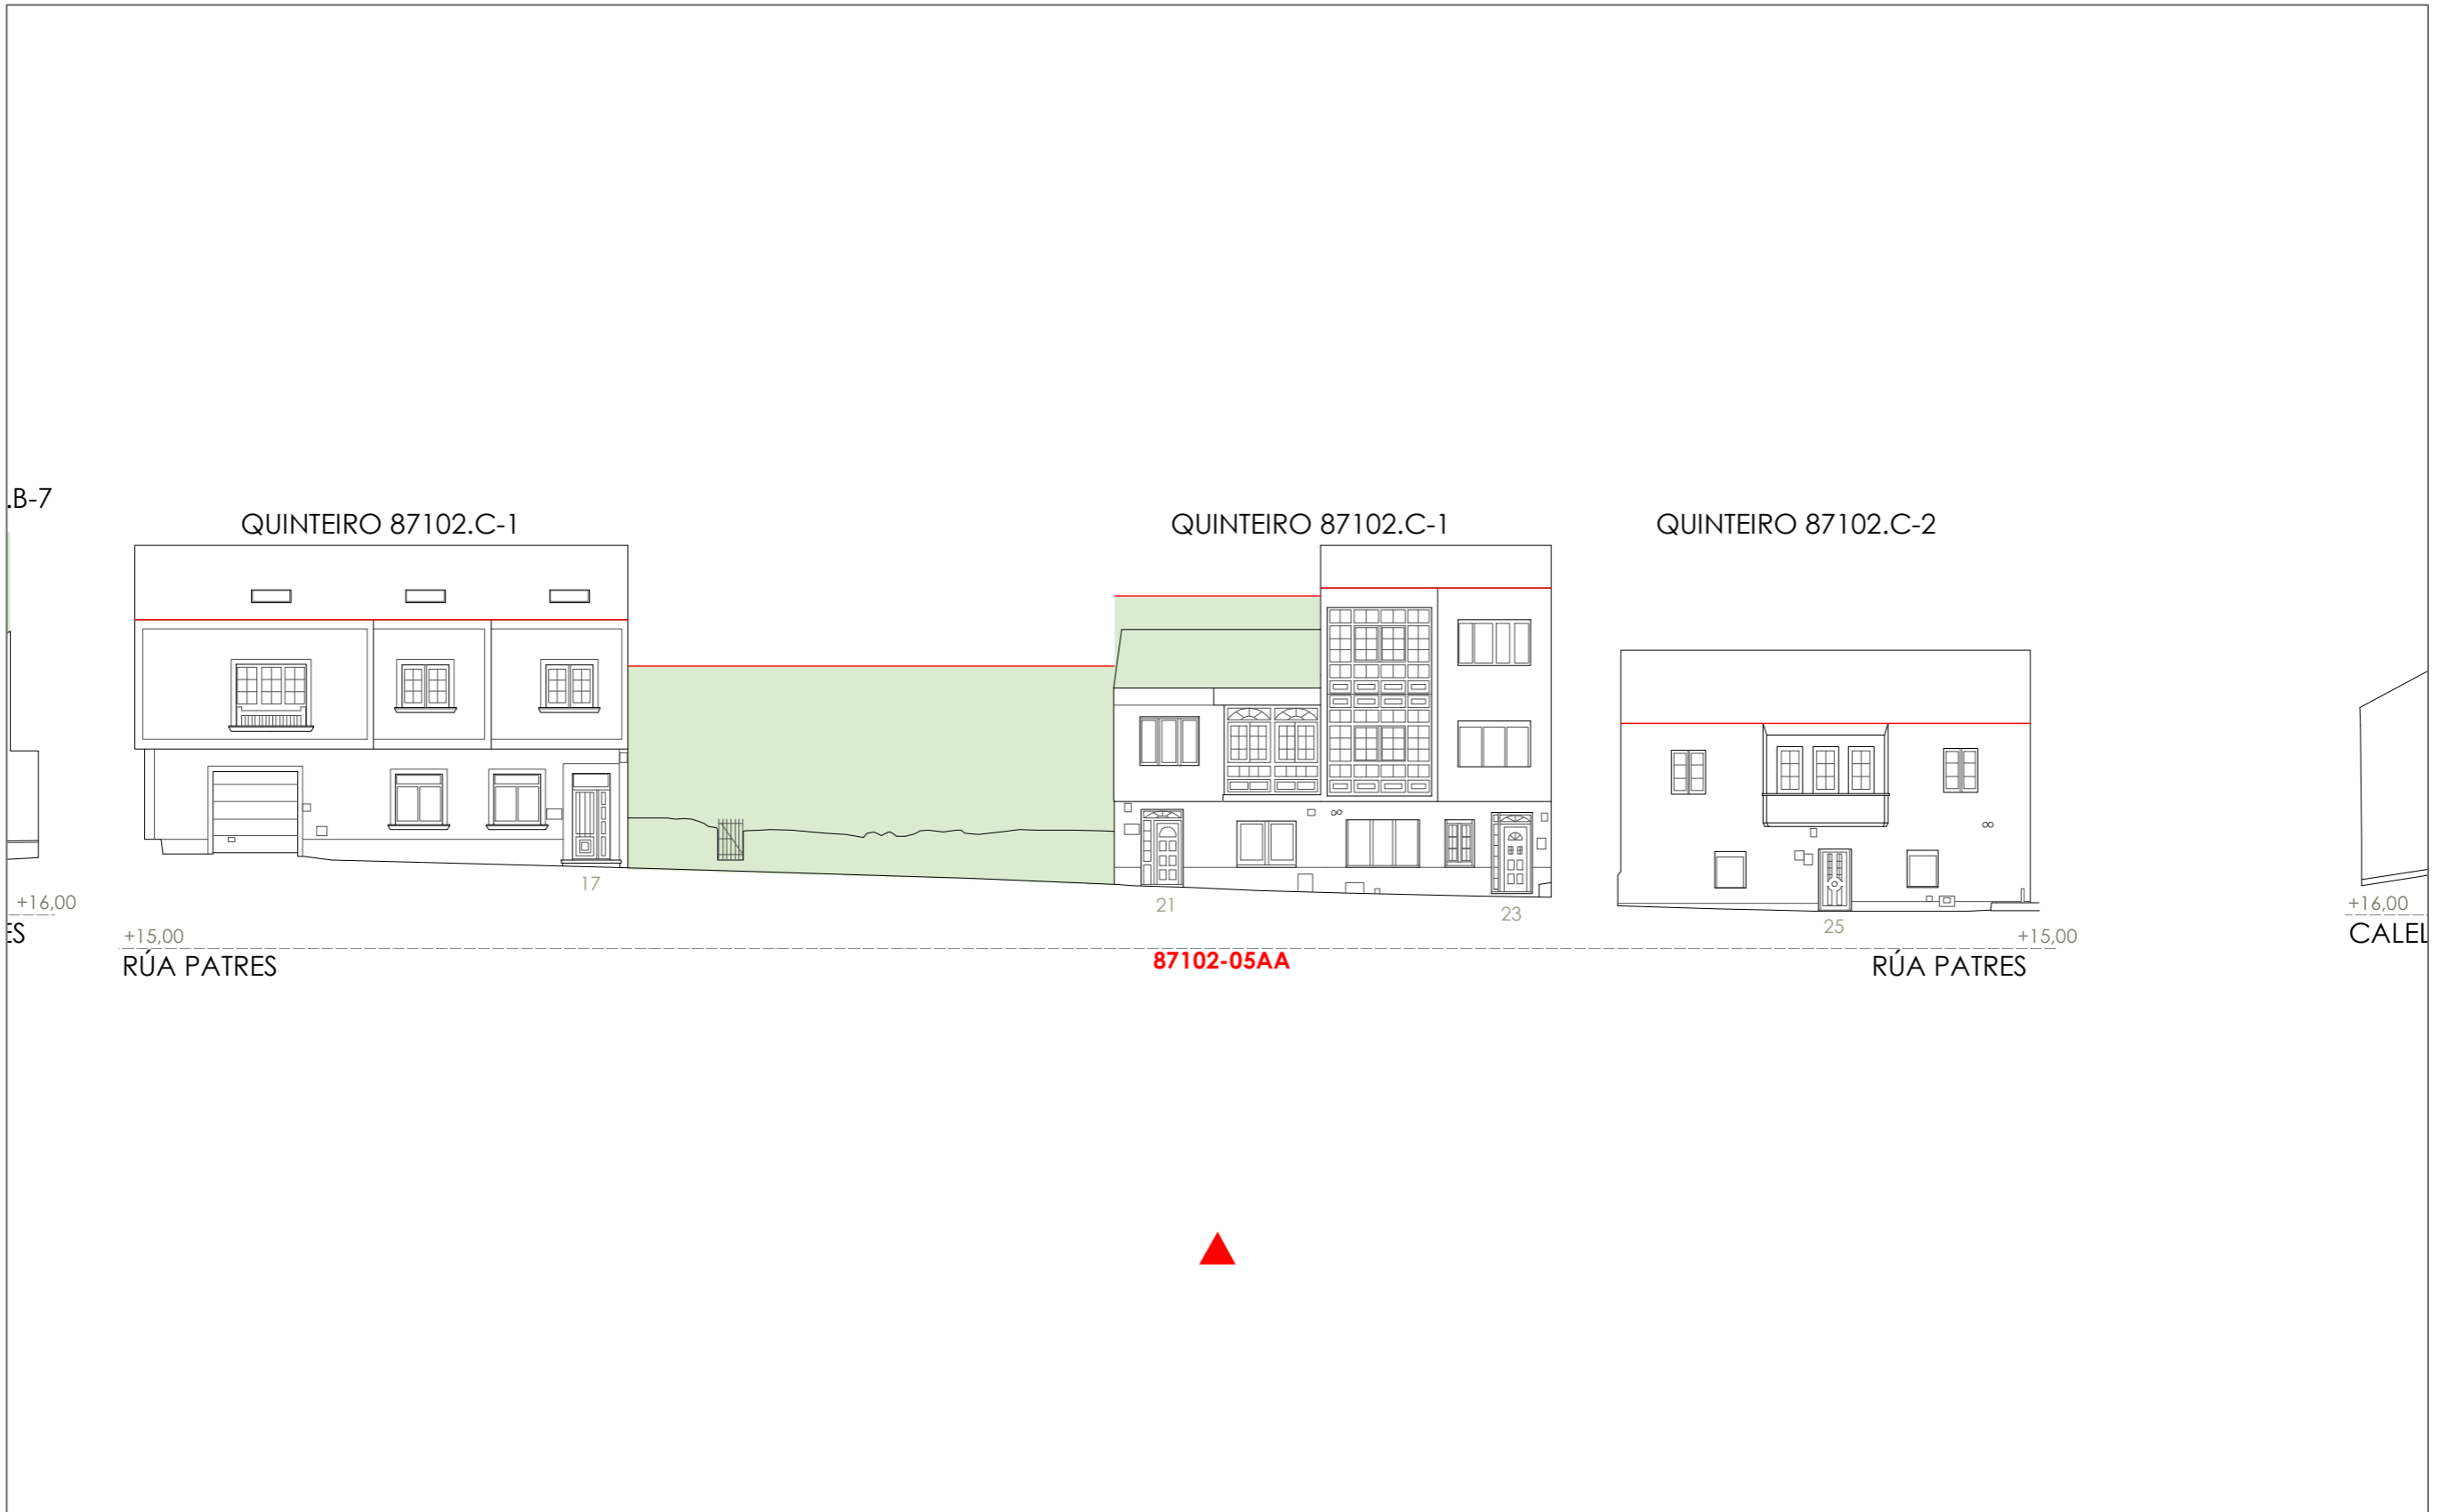 .B-7
QUINTEIRO 87102.C-1
QUINTEIRO 87102.C-1
QUINTEIRO 87102.C-2
17
21
23
25
+16,00
ES
+15,00
RÚA PATRES
87102-05AA
+15,00
RÚA PATRES
+16,00
CALEL